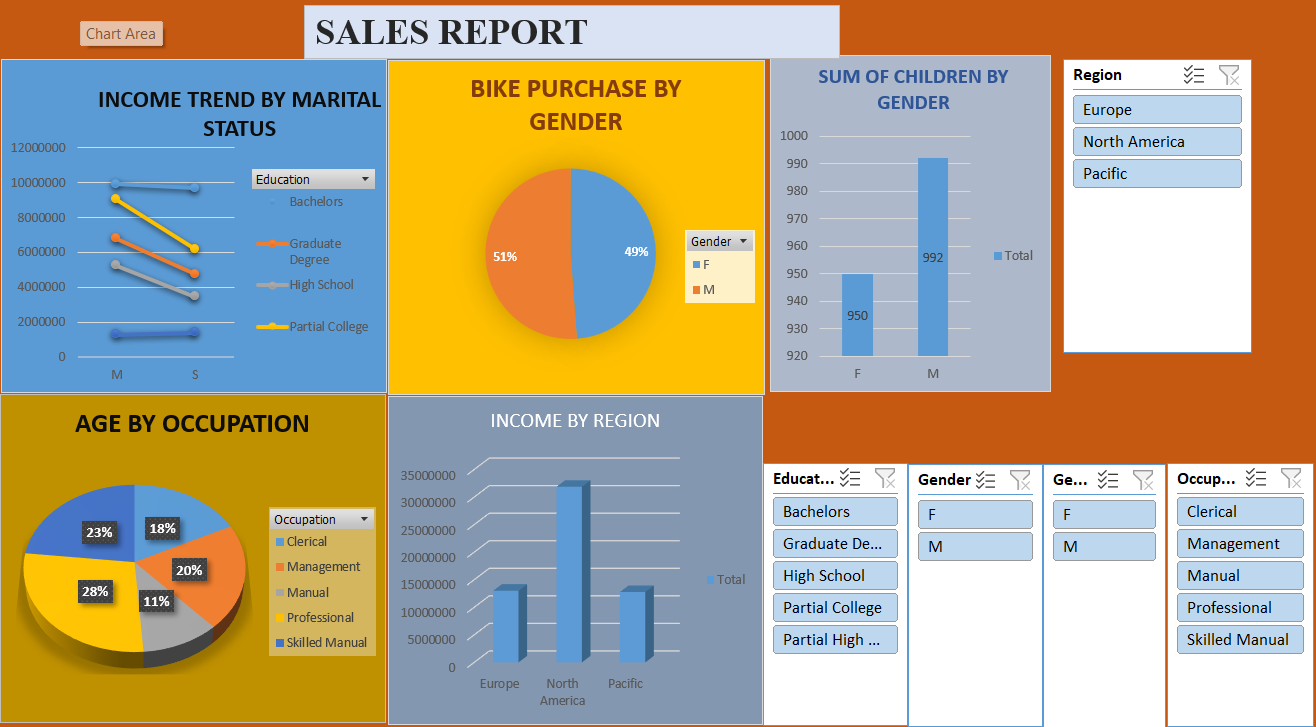 Chart Area
SALES REPORT
INCOME TREND BY MARITAL
STATUS
12000000
10000000
8000000
6000000
4000000
2000000
0
M
S
Education
Bachelors
Graduate
Degree
High School
Partial College
BIKE PURCHASE BY
GENDER
51%
49%
Gender
F
M
SUM OF CHILDREN BY
GENDER
1000
990
980
970
960
950
940
930
920
950
992
F
M
Total
Region
Europe
North America
Pacific
AGE BY OCCUPATION
23%
18%
20%
28%
11%
Occupation
Clerical
Management
Manual
Professional
Skilled Manual
INCOME BY REGION
35000000
30000000
25000000
20000000
15000000
10000000
5000000
0
Europe
North
America
Pacific
Total
Educat...
Bachelors
Graduate De...
High School
Partial College
Partial High ...
Gender
F
M
Ge...
F
M
Occup...
Clerical
Management
Manual
Professional
Skilled Manual